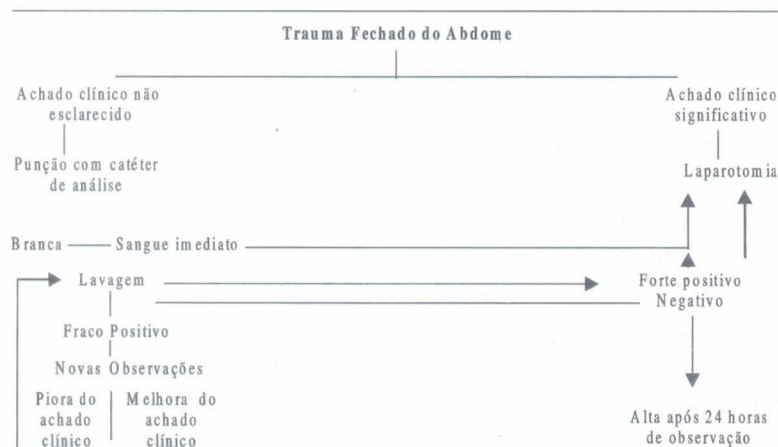 Trauma Fechado do Abdome
Achado clínico não
esclarecido
Achado clínico
significativo
Punção com catéter
de análise
Laparotomia
Branca
Sangue imediato
Lavagem
Forte positivo
Negativo
Fraco Positivo
Novas Observações
Piora do
achado
clínico
Melhora do
achado
clínico
Alta após 24 horas
de observação